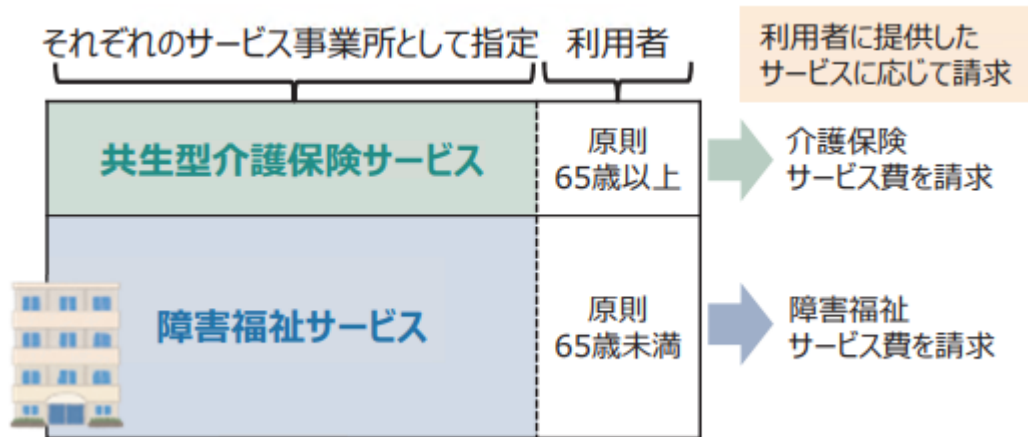 それぞれのサービス事業所として指定
利用者
利用者に提供した
サービスに応じて請求
共生型介護保険サービス
原則
65歳以上
介護保険
サービス費を請求
障害福祉サービス
原則
65歳未満
障害福祉
サービス費を請求